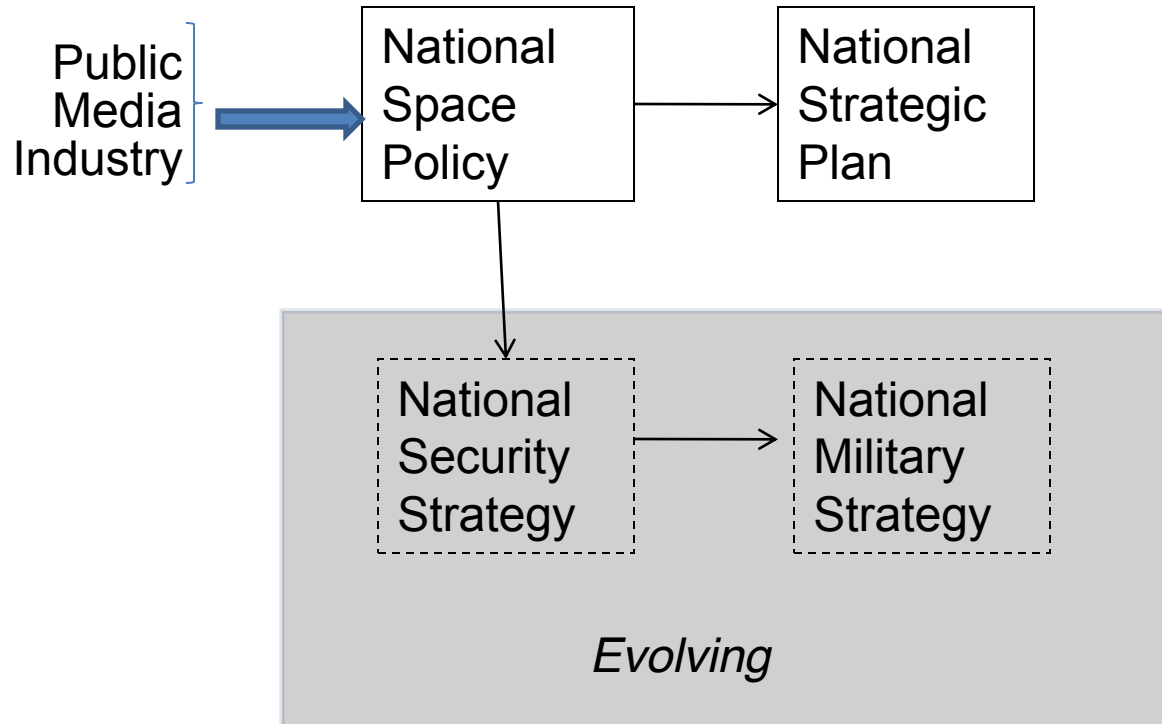 Public
Media
Industry
National
Space
Policy
National
Strategic
Plan
National
Security
Strategy
National
Military
Strategy
Evolving